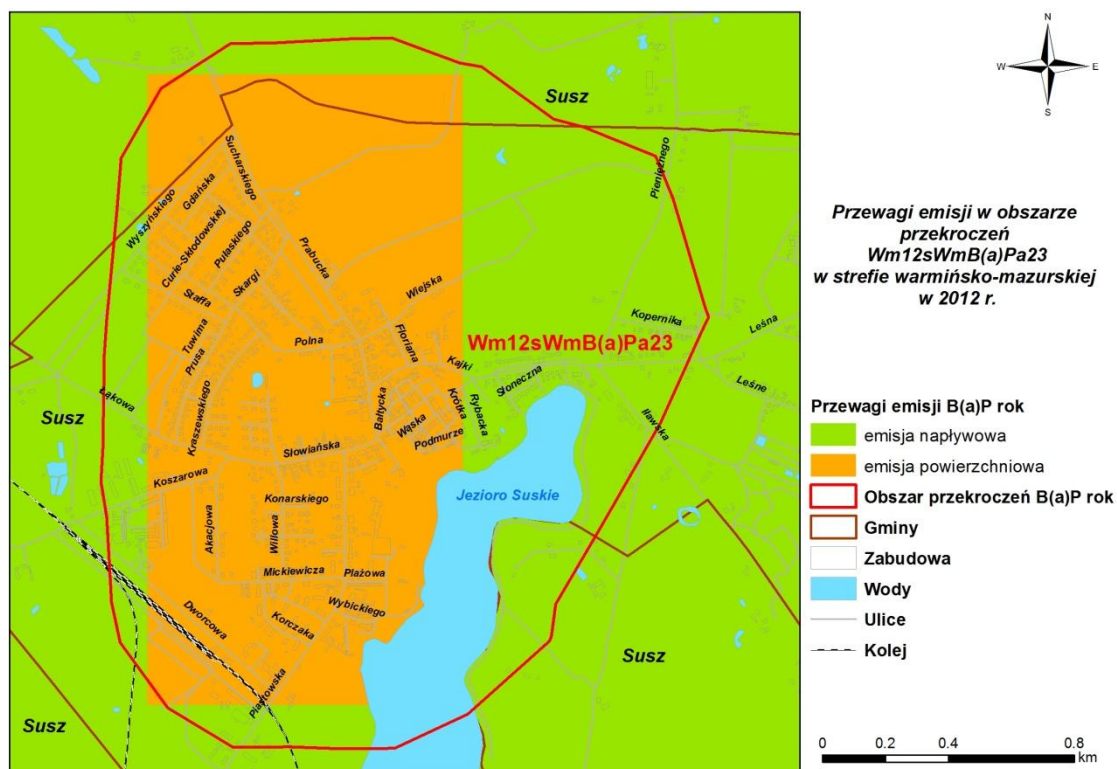 N
W E
S
Przewagi emisji w obszarze
przekroczeń
Wm12sWmB(a)Pa23
w strefie warmińsko-mazurskiej
w 2012 r.
Przewagi emisji B(a)P rok
emisja napływowa
emisja powierzchniowa
Obszar przekroczeń B(a)P rok
Gminy
Zabudowa
Wody
Ulice
Kolej
0 0.2 0.4 0.8
km
Susz
Sucharskiego
Pieniężnego
Gdańska
Wyszyńskiego
Curie-Skłodowskiej
Pułaskiego
Prabucka
Skargi
Wiejska
Staffa
Kopernika
Leśna
Tuwima
Floriana
Polna
Prusa
Wm12sWmB(a)Pa23
Kajki
Słoneczna
Leśne
Łąkowa
Bałtycka
Krótka
Rybacka
Susz
Kraszewskiego
Wąska
Iławska
Podmurze
Słowiańska
Koszarowa
Konarskiego
Jezioro Suskie
Akacjowa
Willowa
Mickiewicza
Plażowa
Wybickiego
Dworcowa
Korczaka
Susz
Piastowska
Susz